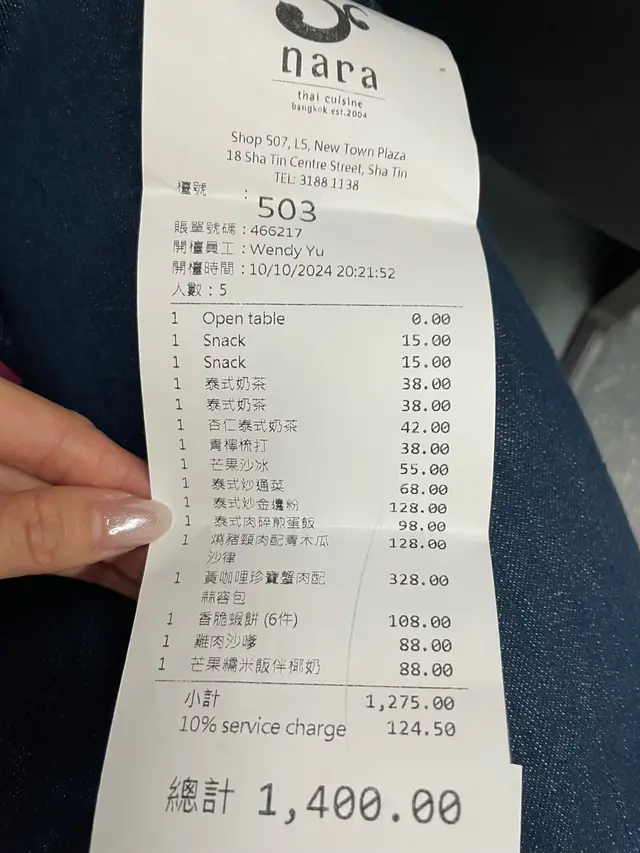 nara
thai cuisine
bangkok est.2004
Shop 507, L5, New Town Plaza
18 Sha Tin Centre Street, Sha Tin
TEL: 3188 1138
檯號 : 503
賬單號碼 : 466217
開檯員工 : Wendy Yu
開檯時間 : 10/10/2024 20:21:52
人數 : 5
1 Open table 0.00
1 Snack 15.00
1 Snack 15.00
1 泰式奶茶 38.00
1 泰式奶茶 38.00
1 杏仁泰式奶茶 42.00
1 青檸梳打 38.00
1 芒果沙冰 55.00
1 泰式炒通菜 68.00
1 泰式炒金邊粉 128.00
1 泰式肉碎煎蛋飯 98.00
1 燒豬頸肉配青木瓜 128.00
沙律
1 黃咖哩珍寶蟹肉配 328.00
蒜容包
1 香脆蝦餅 (6件) 108.00
1 雞肉沙嗲 88.00
1 芒果糯米飯伴椰奶 88.00
小計 1,275.00
10% service charge 124.50
總計 1,400.00